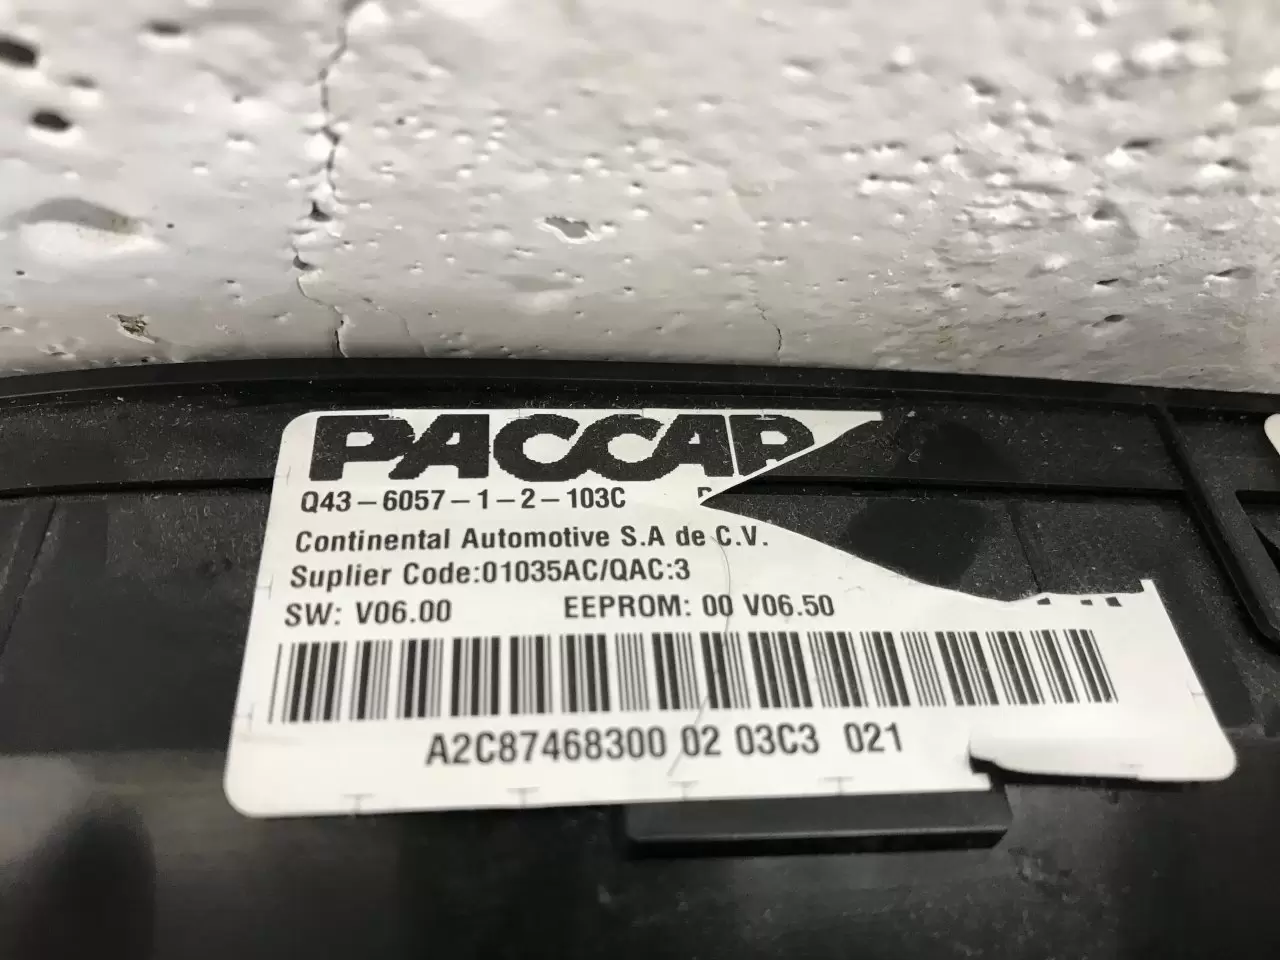 PACCAR
Q43-6057-1-2-103C
Continental Automotive S.A de C.V.
Suplier Code:01035AC/QAC:3
SW: V06.00 EEPROM: 00 V06.50
A2C87468300 02 03C3 021